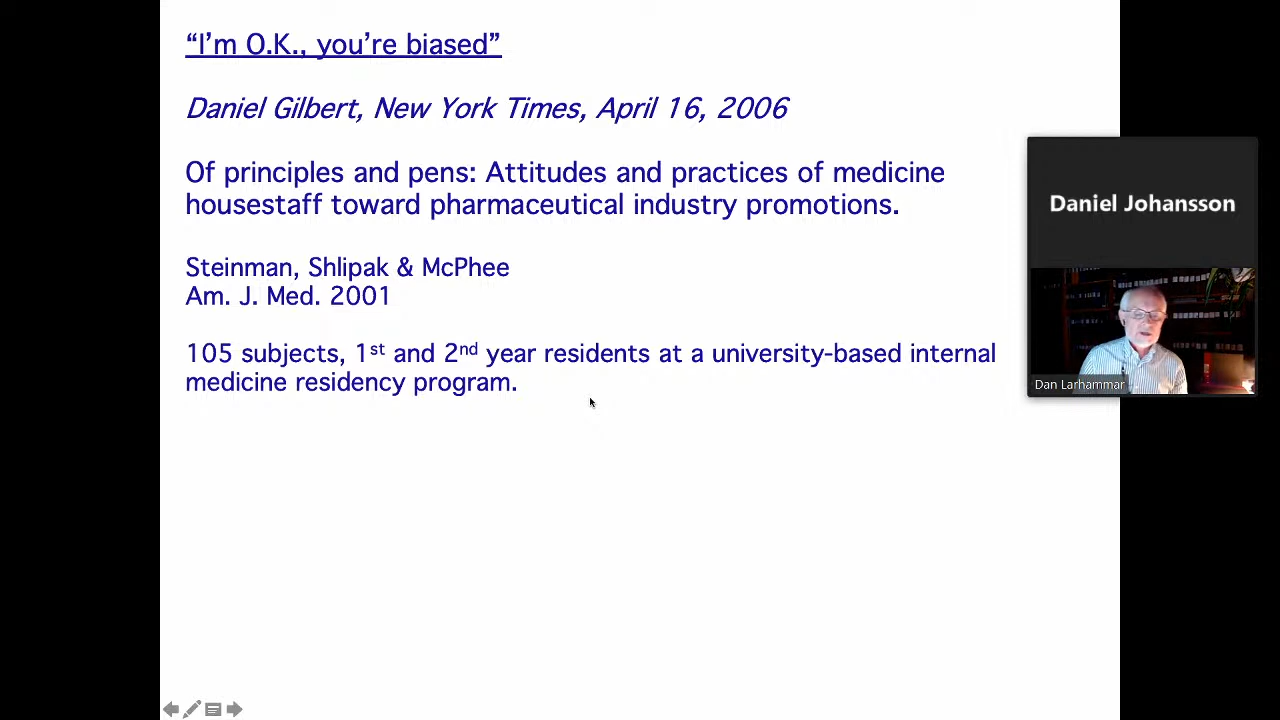 “I’m O.K., you’re biased”
Daniel Gilbert, New York Times, April 16, 2006
Of principles and pens: Attitudes and practices of medicine
housestaff toward pharmaceutical industry promotions.
Steinman, Shlipak & McPhee
Am. J. Med. 2001
105 subjects, 1st and 2nd year residents at a university-based internal
medicine residency program.
Daniel Johansson
Dan Larhammar